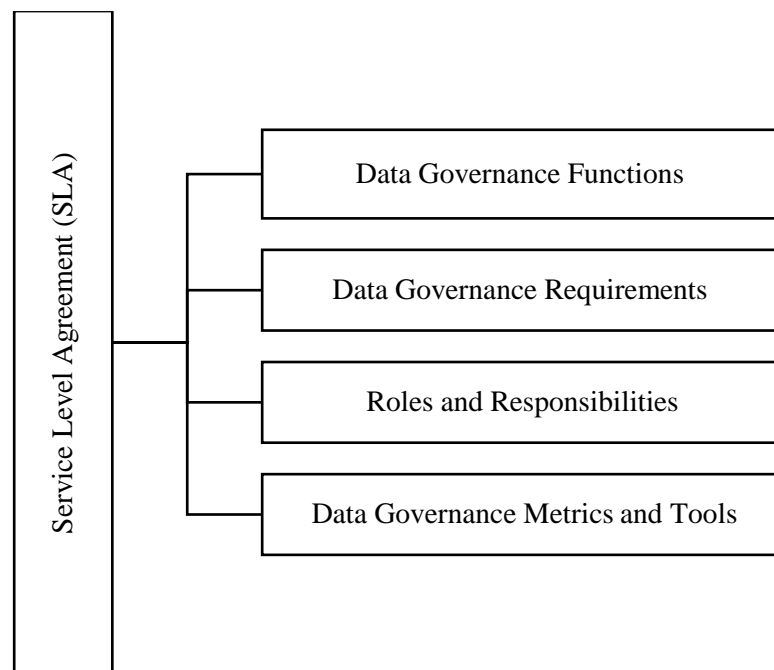 Service Level Agreement (SLA)
Data Governance Functions
Data Governance Requirements
Roles and Responsibilities
Data Governance Metrics and Tools